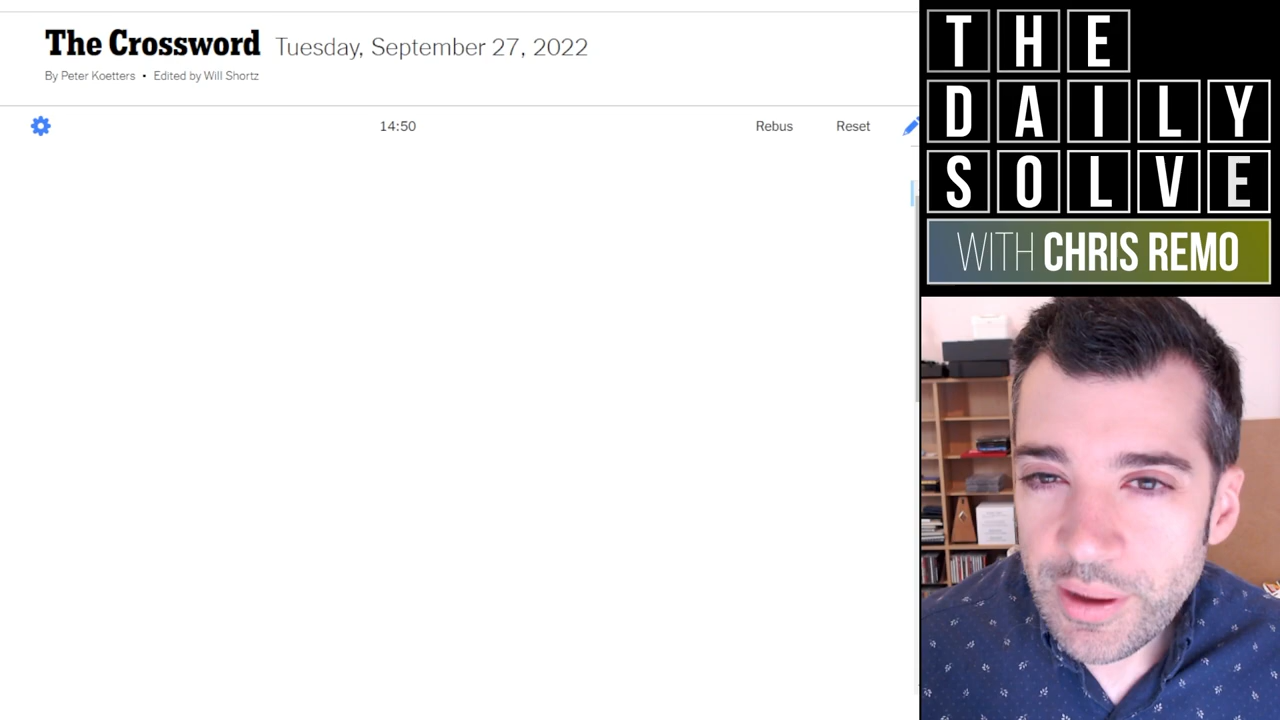 The Crossword Tuesday, September 27, 2022
By Peter Koetters • Edited by Will Shortz
14:50 Rebus Reset
THE
DAILY
SOLVE
WITH CHRIS REMO